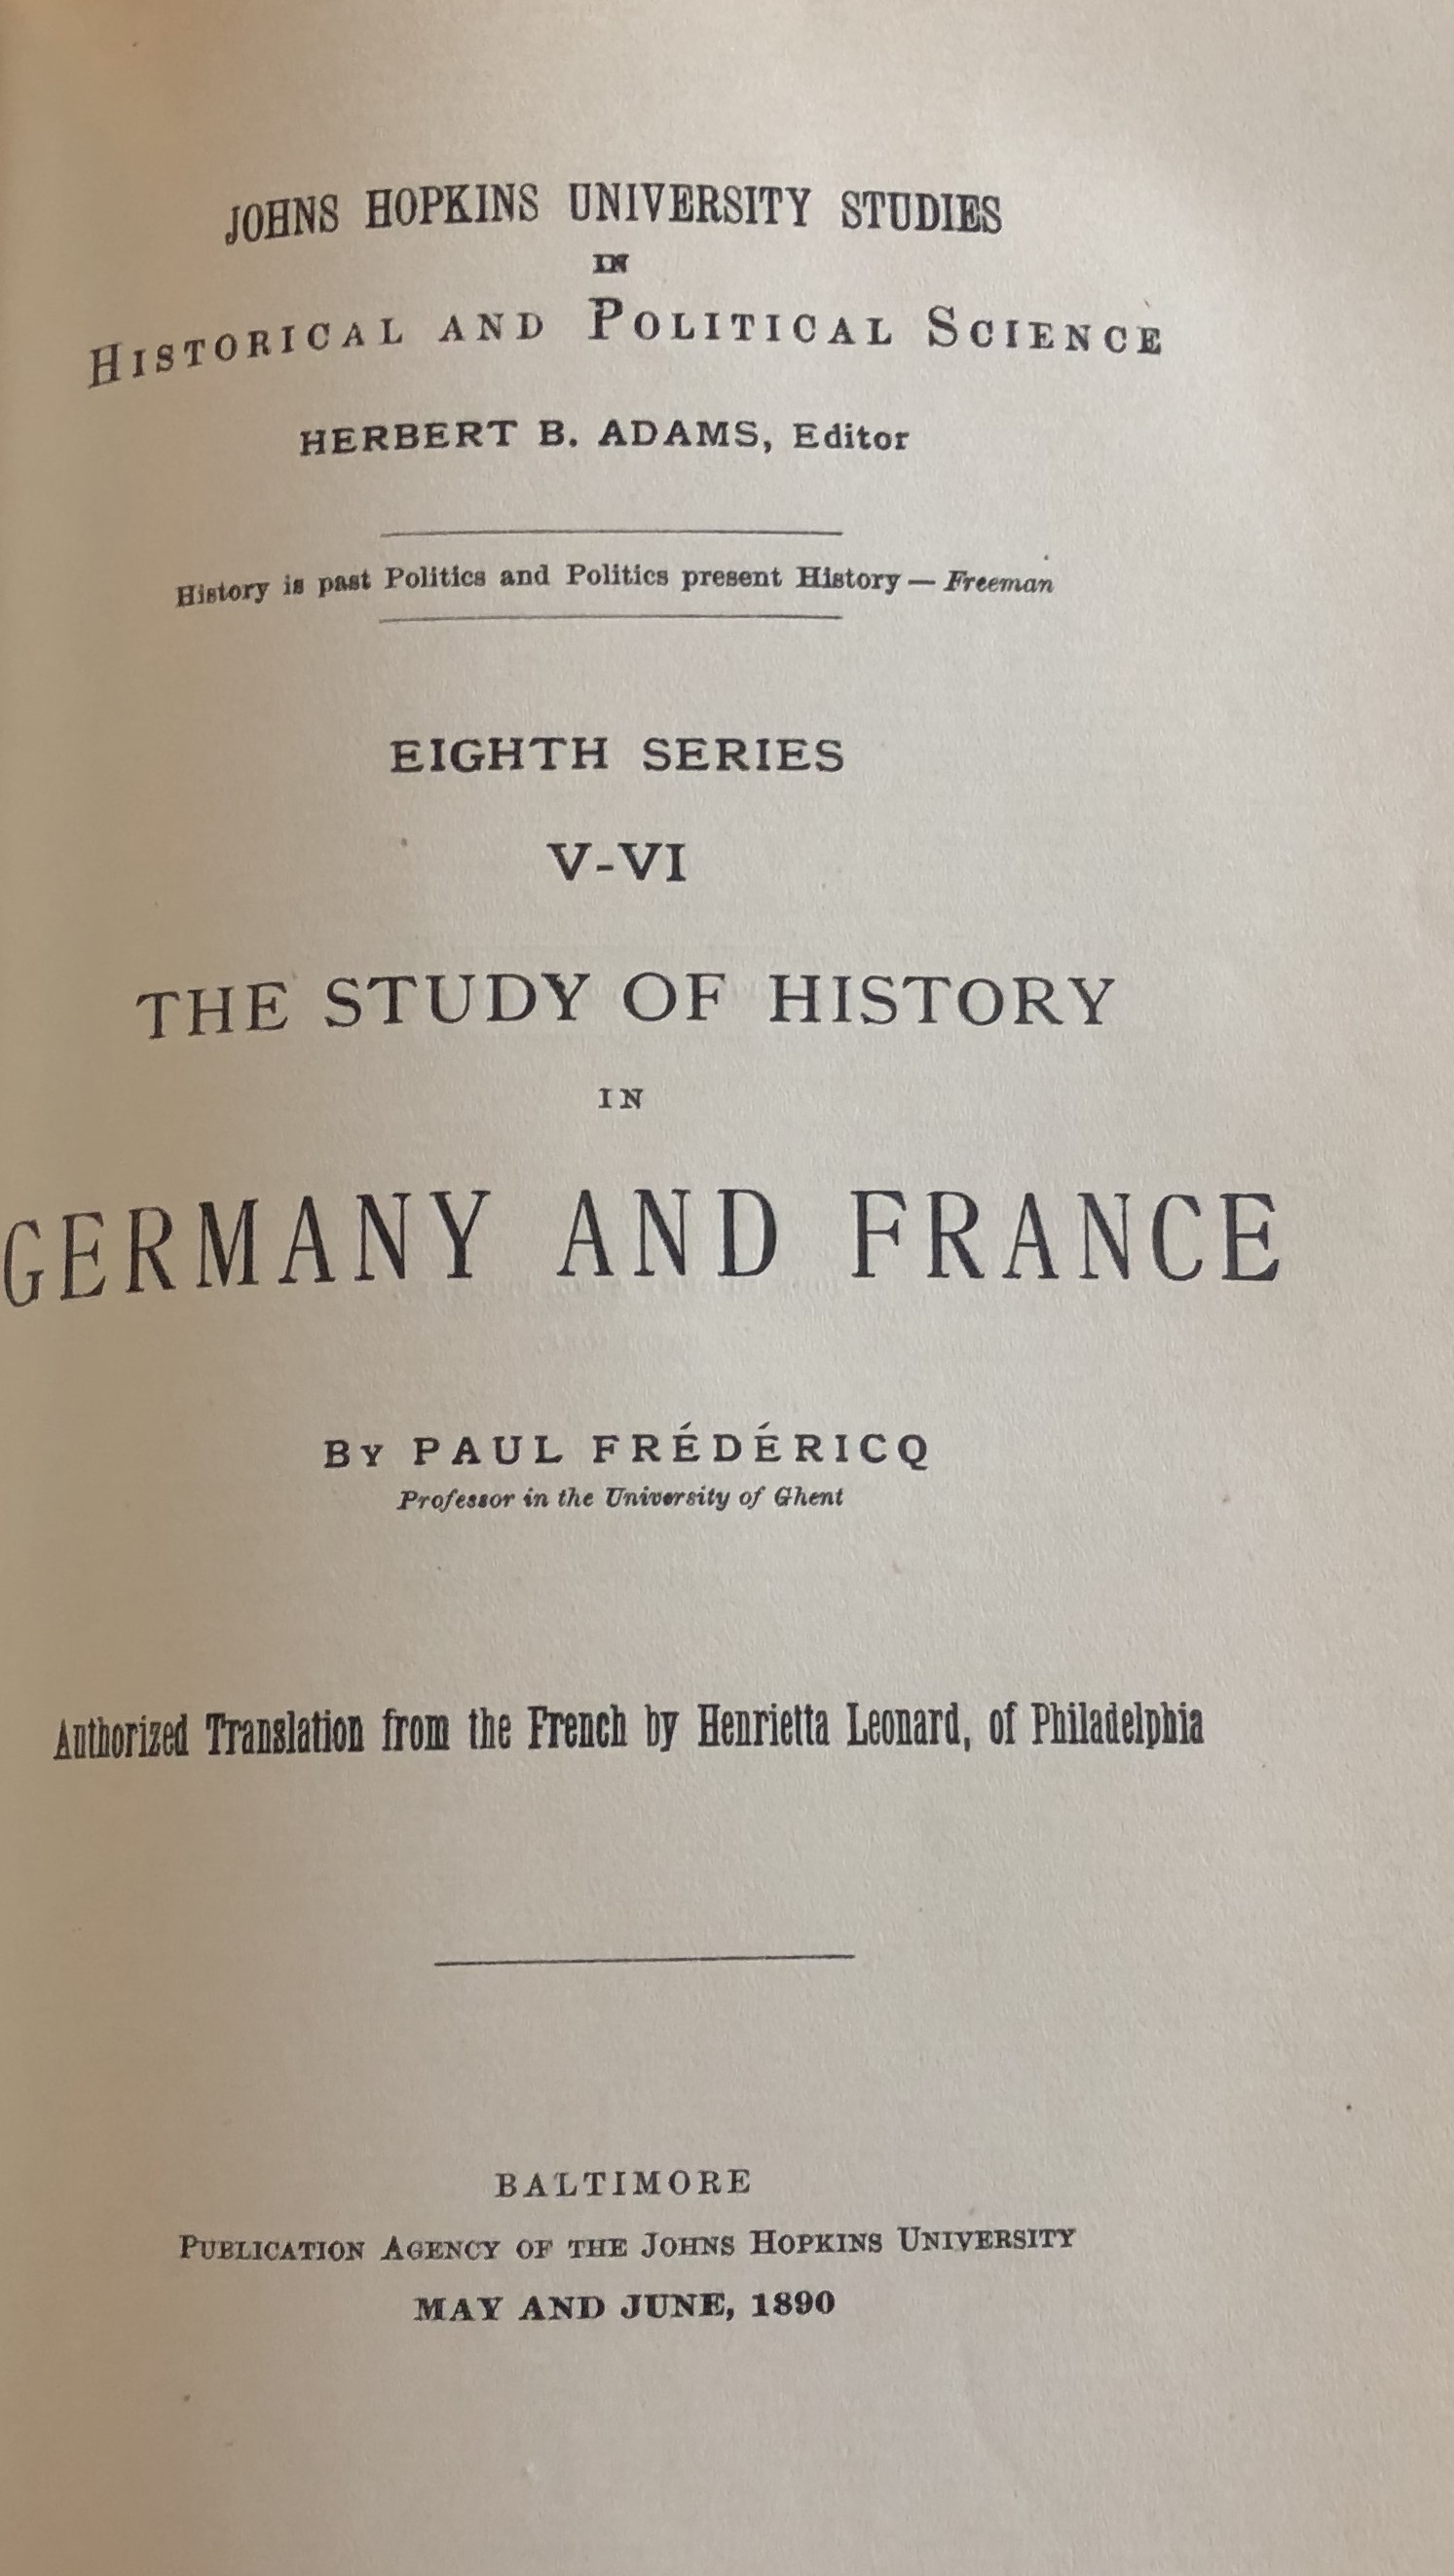 JOHNS HOPKINS UNIVERSITY STUDIES
IN
HISTORICAL AND POLITICAL SCIENCE
HERBERT B. ADAMS, Editor
History is past Politics and Politics present History — Freeman
EIGHTH SERIES
V-VI
THE STUDY OF HISTORY
IN
GERMANY AND FRANCE
BY PAUL FRÉDÉRICQ
Professor in the University of Ghent
Authorized Translation from the French by Henrietta Leonard, of Philadelphia
BALTIMORE
PUBLICATION AGENCY OF THE JOHNS HOPKINS UNIVERSITY
MAY AND JUNE, 1890